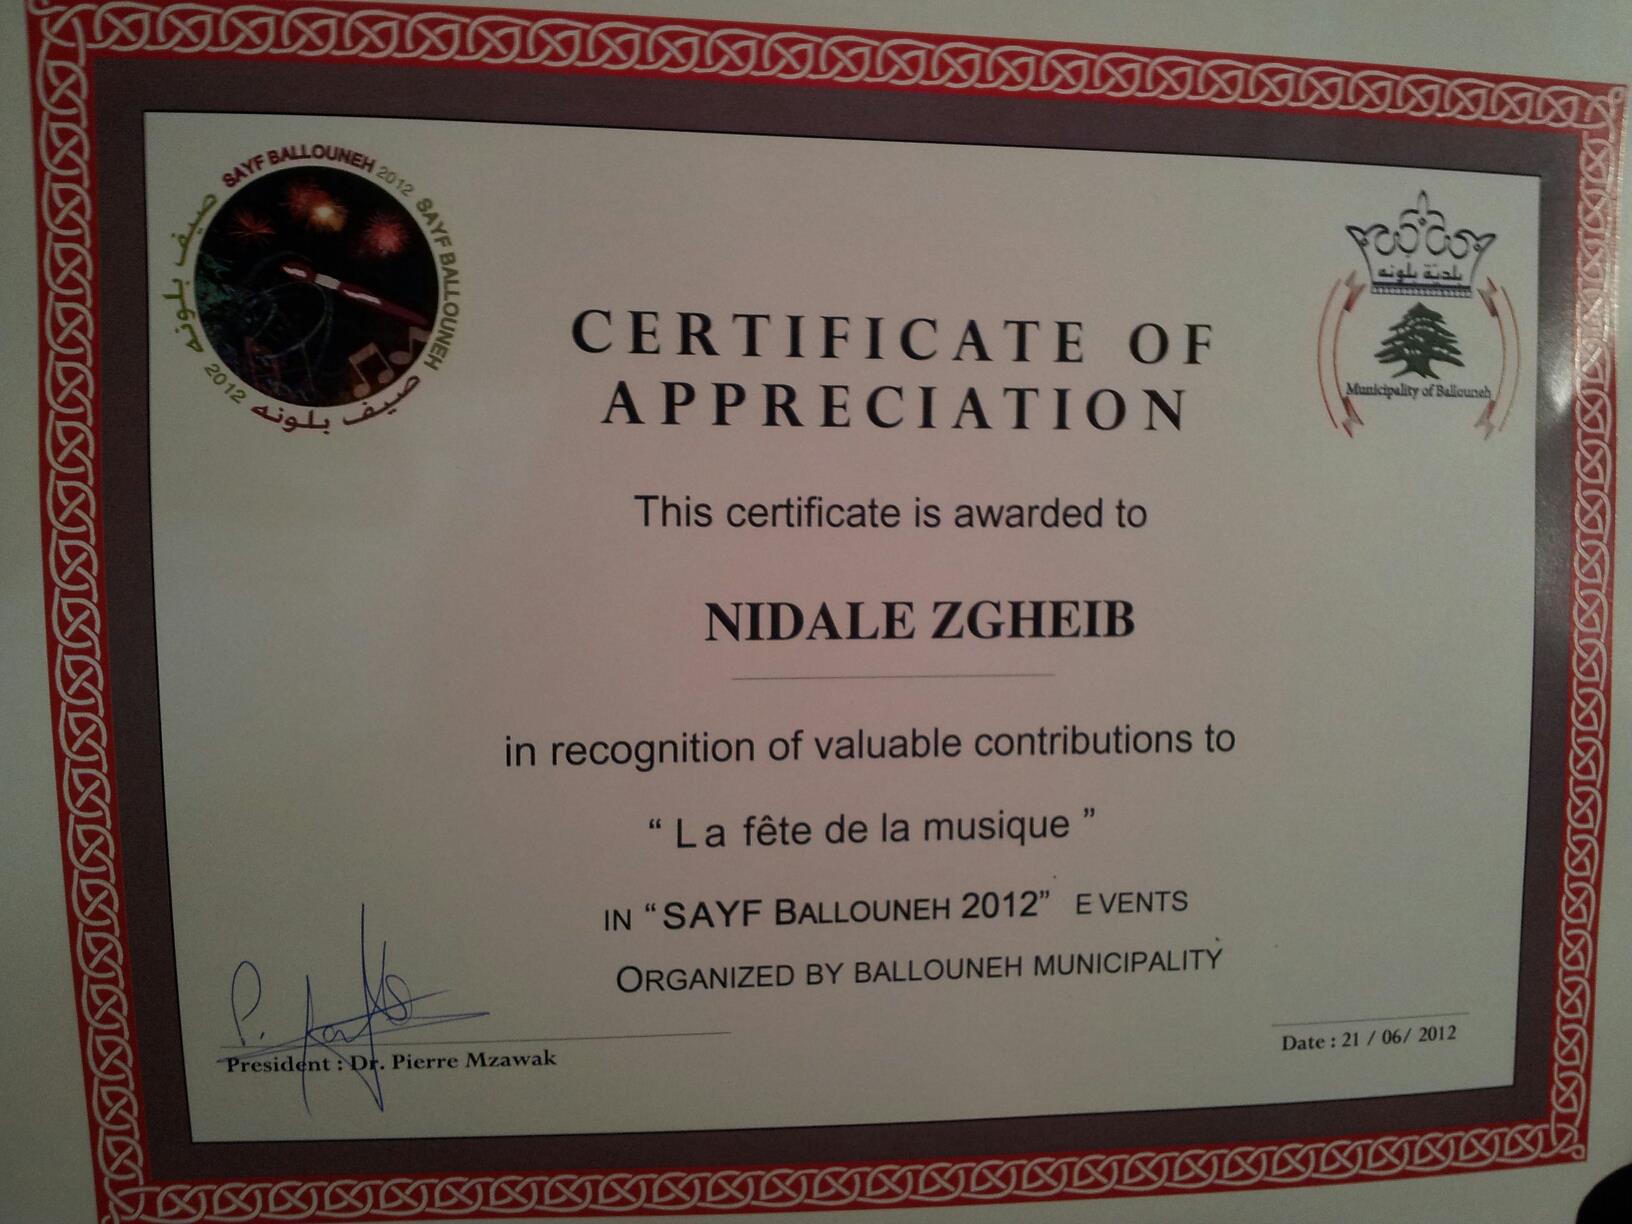 SAYF BALLOUNEH 2012 SAYF BALLOUNEH
صيف بلونه 2012 صيف بلونه
بلدية بلونه
Municipality of Ballouneh
CERTIFICATE OF
APPRECIATION
This certificate is awarded to
NIDALE ZGHEIB
in recognition of valuable contributions to
“ La fête de la musique ”
IN “SAYF BALLOUNEH 2012” EVENTS
ORGANIZED BY BALLOUNEH MUNICIPALITY
President : Dr. Pierre Mzawak
Date : 21 / 06/ 2012